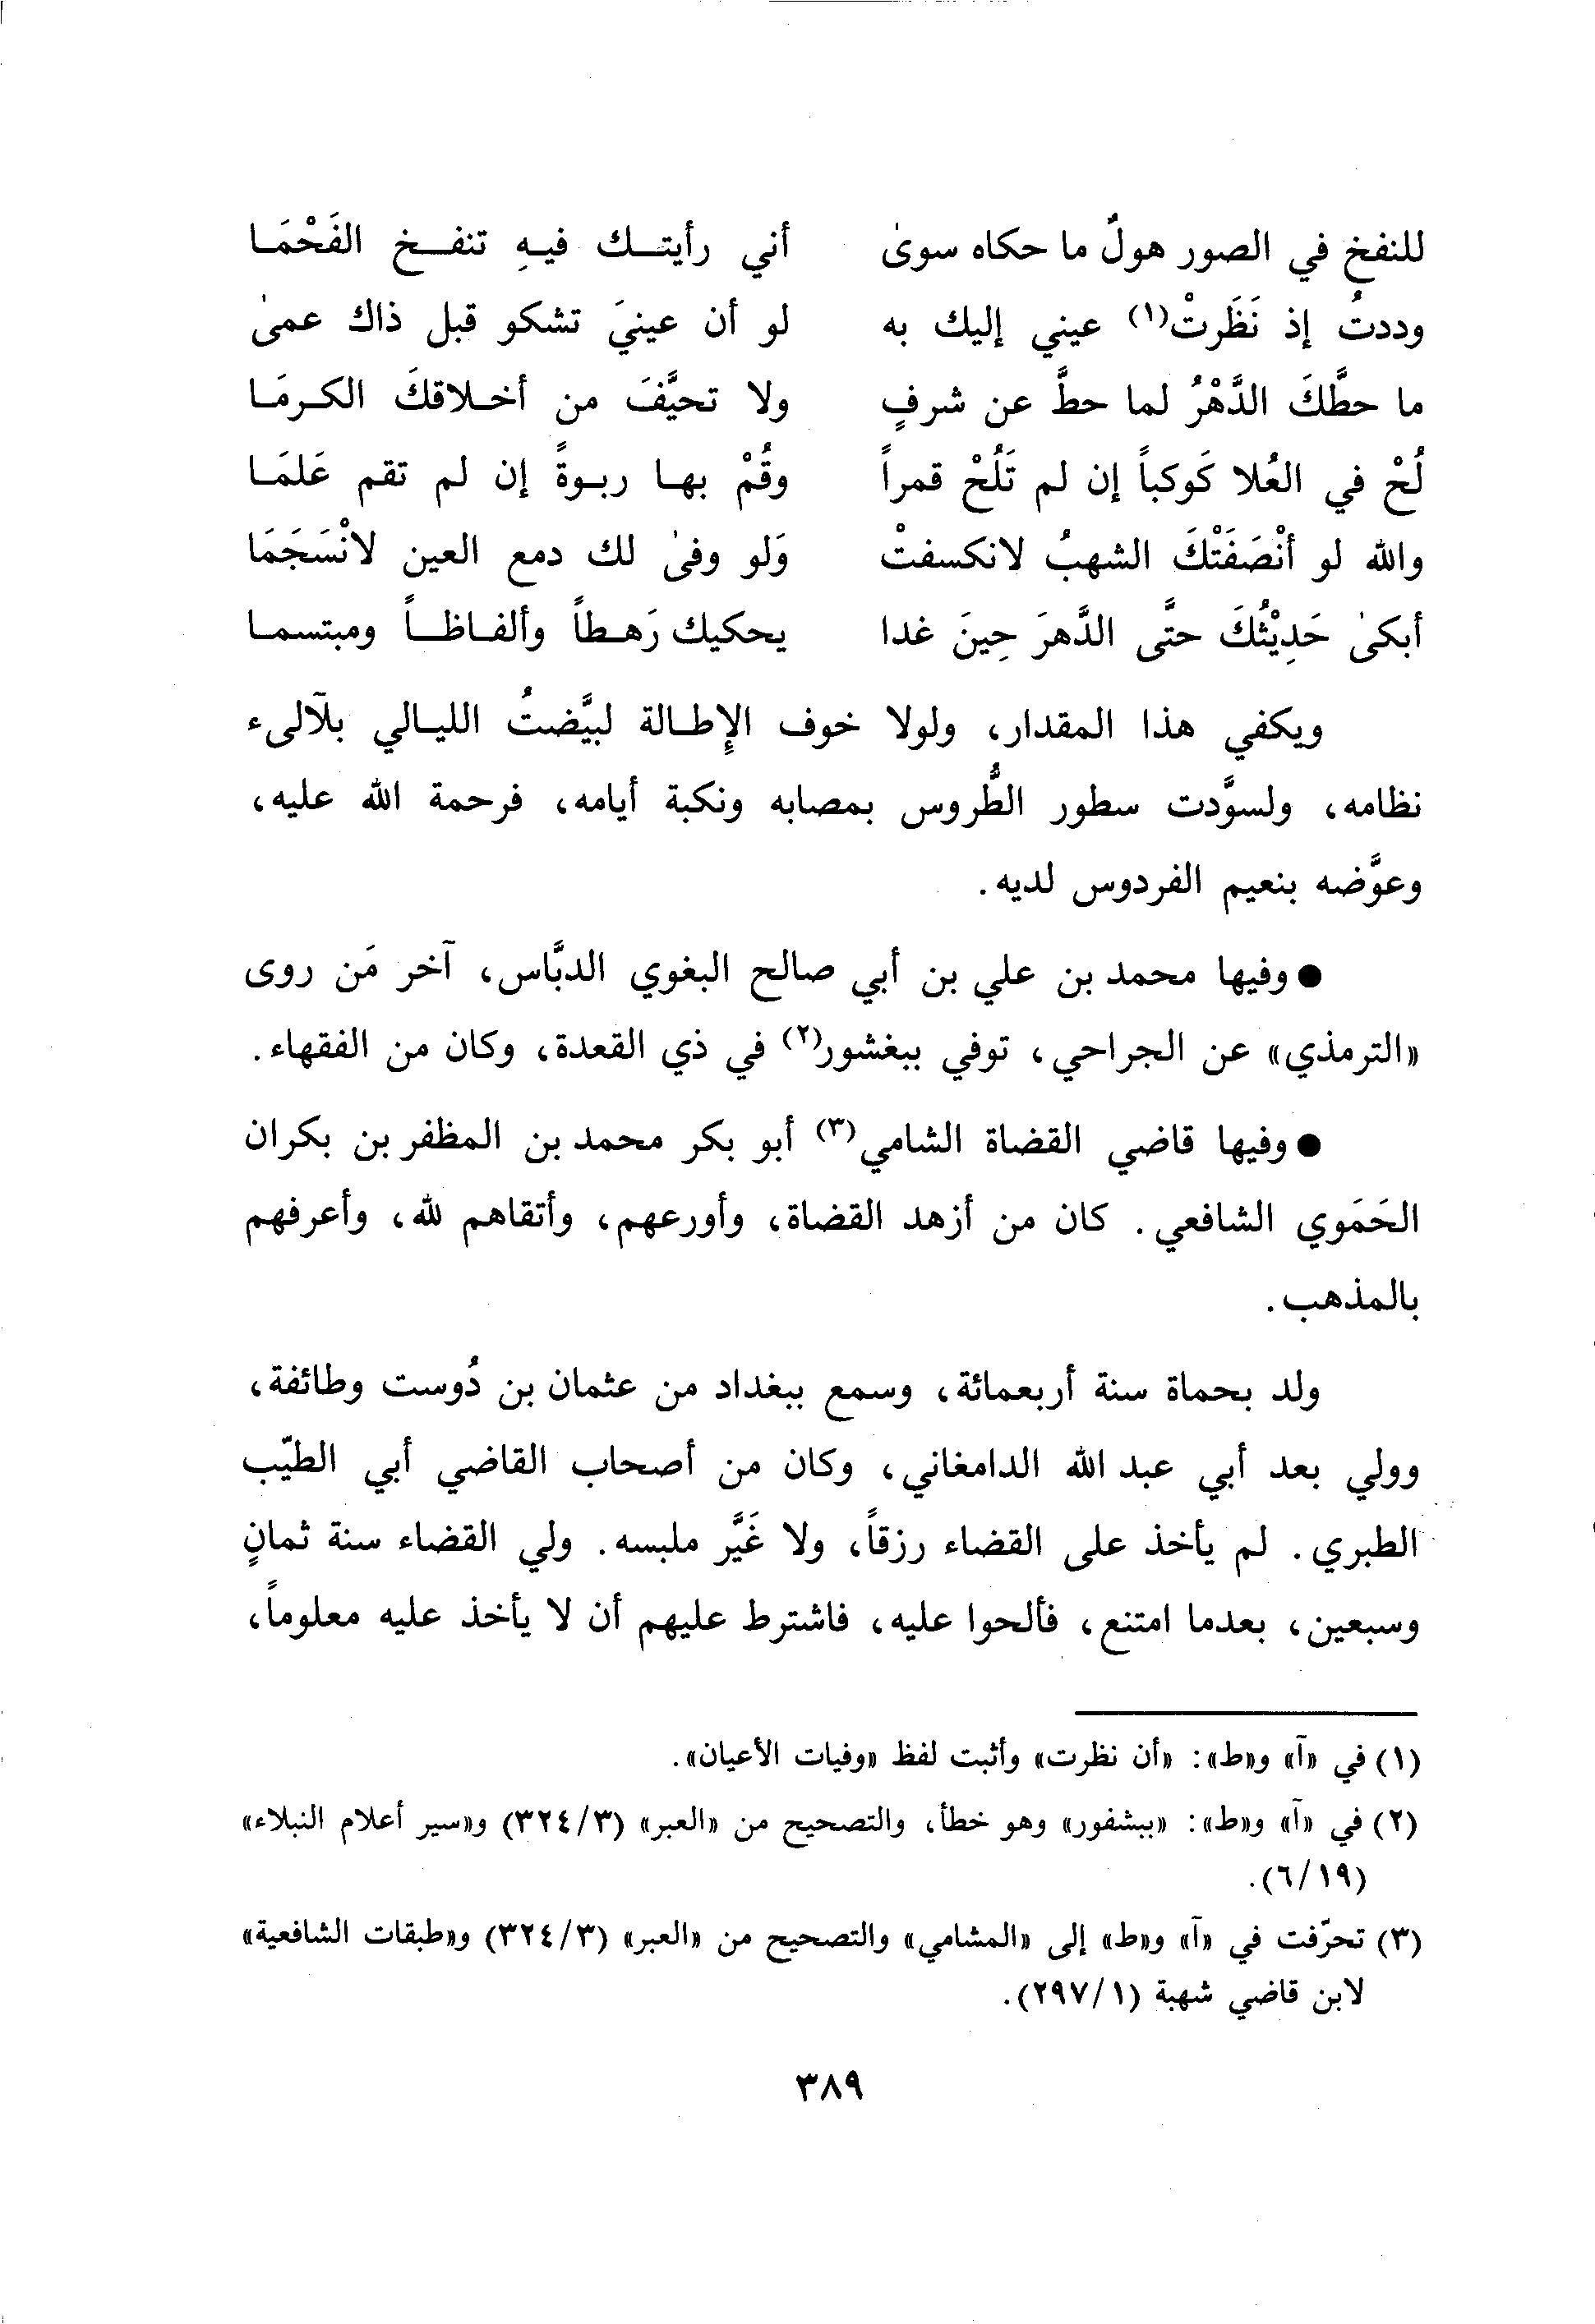 للنفخ في الصور هولٌ ما حكاه سوىٰ أني رأيتك فيهِ تنفخ الفَحْمَا
وددتُ إذ نَظَرتْ(١) عيني إليك به لو أن عينيَ تشكو قبل ذاك عمىٰ
ما حطَّكَ الدَّهْرُ لما حطَّ عن شرفٍ ولا تحيَّفَ من أخلاقكَ الكرمَا
لُحْ في العُلا كَوكباً إن لم تَلُحْ قمراً وقُمْ بها ربوةً إن لم تقم عَلمَا
والله لو أنْصَفَتْكَ الشهبُ لانكسفتْ وَلو وفىٰ لك دمع العين لانْسَجَمَا
أبكىٰ حَدِيْثُكَ حتَّى الدَّهرَ حِينَ غدا يحكيك رَهطاً وألفاظاً ومبتسما
ويكفي هذا المقدار، ولولا خوف الإِطالة لبيَّضتُ الليالي بلآلىء
نظامه، ولسوَّدت سطور الطُّروس بمصابه ونكبة أيامه، فرحمة الله عليه،
وعوَّضه بنعيم الفردوس لديه.
● وفيها محمد بن علي بن أبي صالح البغوي الدبَّاس، آخر مَن روى
«الترمذي» عن الجراحي، توفي ببغشور(٢) في ذي القعدة، وكان من الفقهاء.
● وفيها قاضي القضاة الشامي(٣) أبو بكر محمد بن المظفر بن بكران
الحَمَوي الشافعي. كان من أزهد القضاة، وأورعهم، وأتقاهم لله، وأعرفهم
بالمذهب.
ولد بحماة سنة أربعمائة، وسمع ببغداد من عثمان بن دُوست وطائفة،
وولي بعد أبي عبد الله الدامغاني، وكان من أصحاب القاضي أبي الطيّب
الطبري. لم يأخذ على القضاء رزقاً، ولا غَيَّر ملبسه. ولي القضاء سنة ثمانٍ
وسبعين، بعدما امتنع، فألحوا عليه، فاشترط عليهم أن لا يأخذ عليه معلوماً،
(١) في «آ» و«ط»: «أن نظرت» وأثبت لفظ «وفيات الأعيان».
(٢) في «آ» و«ط»: «ببشفور» وهو خطأ، والتصحيح من «العبر» (٣/٣٢٤) و«سير أعلام النبلاء»
(٦/١٩).
(٣) تحرّفت في «آ» و«ط» إلى «المشامي» والتصحيح من «العبر» (٣/٣٢٤) و«طبقات الشافعية»
لابن قاضي شهبة (١/٢٩٧).
٣٨٩